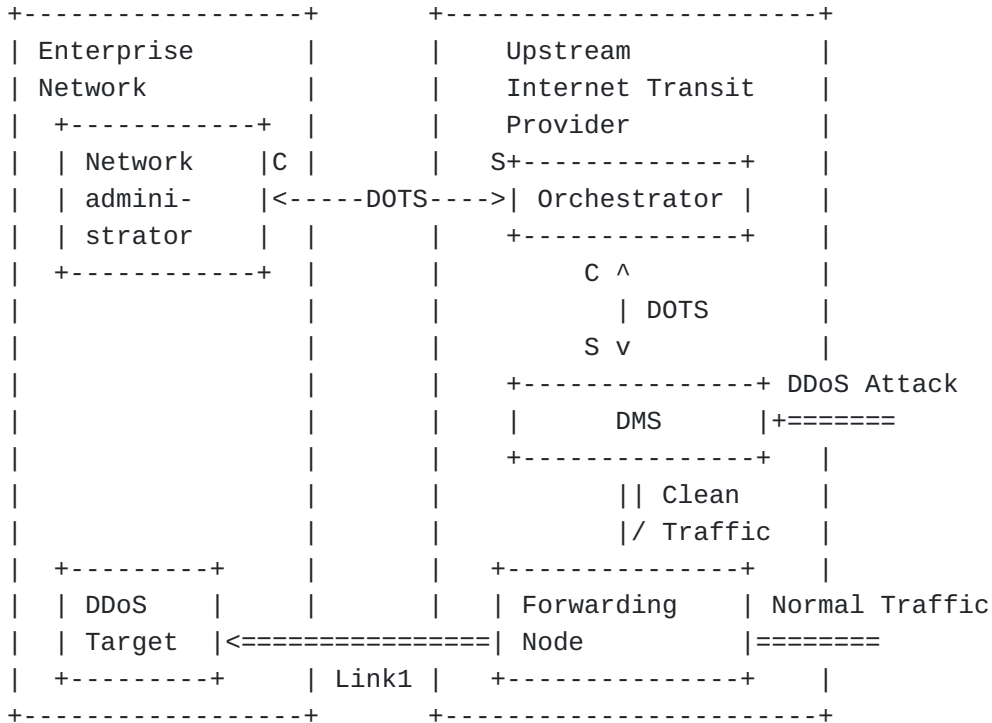 +------------------+       +------------------------+
| Enterprise       |       |    Upstream            |
| Network          |       |    Internet Transit    |
|  +------------+  |       |    Provider            |
|  | Network    |C |       |   S+--------------+    |
|  | admini-    |<-----DOTS---->| Orchestrator |    |
|  | strator    |  |       |    +--------------+    |
|  +------------+  |       |         C ^            |
|                  |       |           | DOTS       |
|                  |       |         S v            |
|                  |       |    +---------------+ DDoS Attack
|                  |       |    |      DMS      |+=======
|                  |       |    +---------------+   |
|                  |       |           || Clean     |
|                  |       |           |/ Traffic   |
|  +---------+     |       |   +---------------+    |
|  | DDoS    |     |       |   | Forwarding    | Normal Traffic
|  | Target  |<================| Node          |========
|  +---------+     | Link1 |   +---------------+    |
+------------------+       +------------------------+